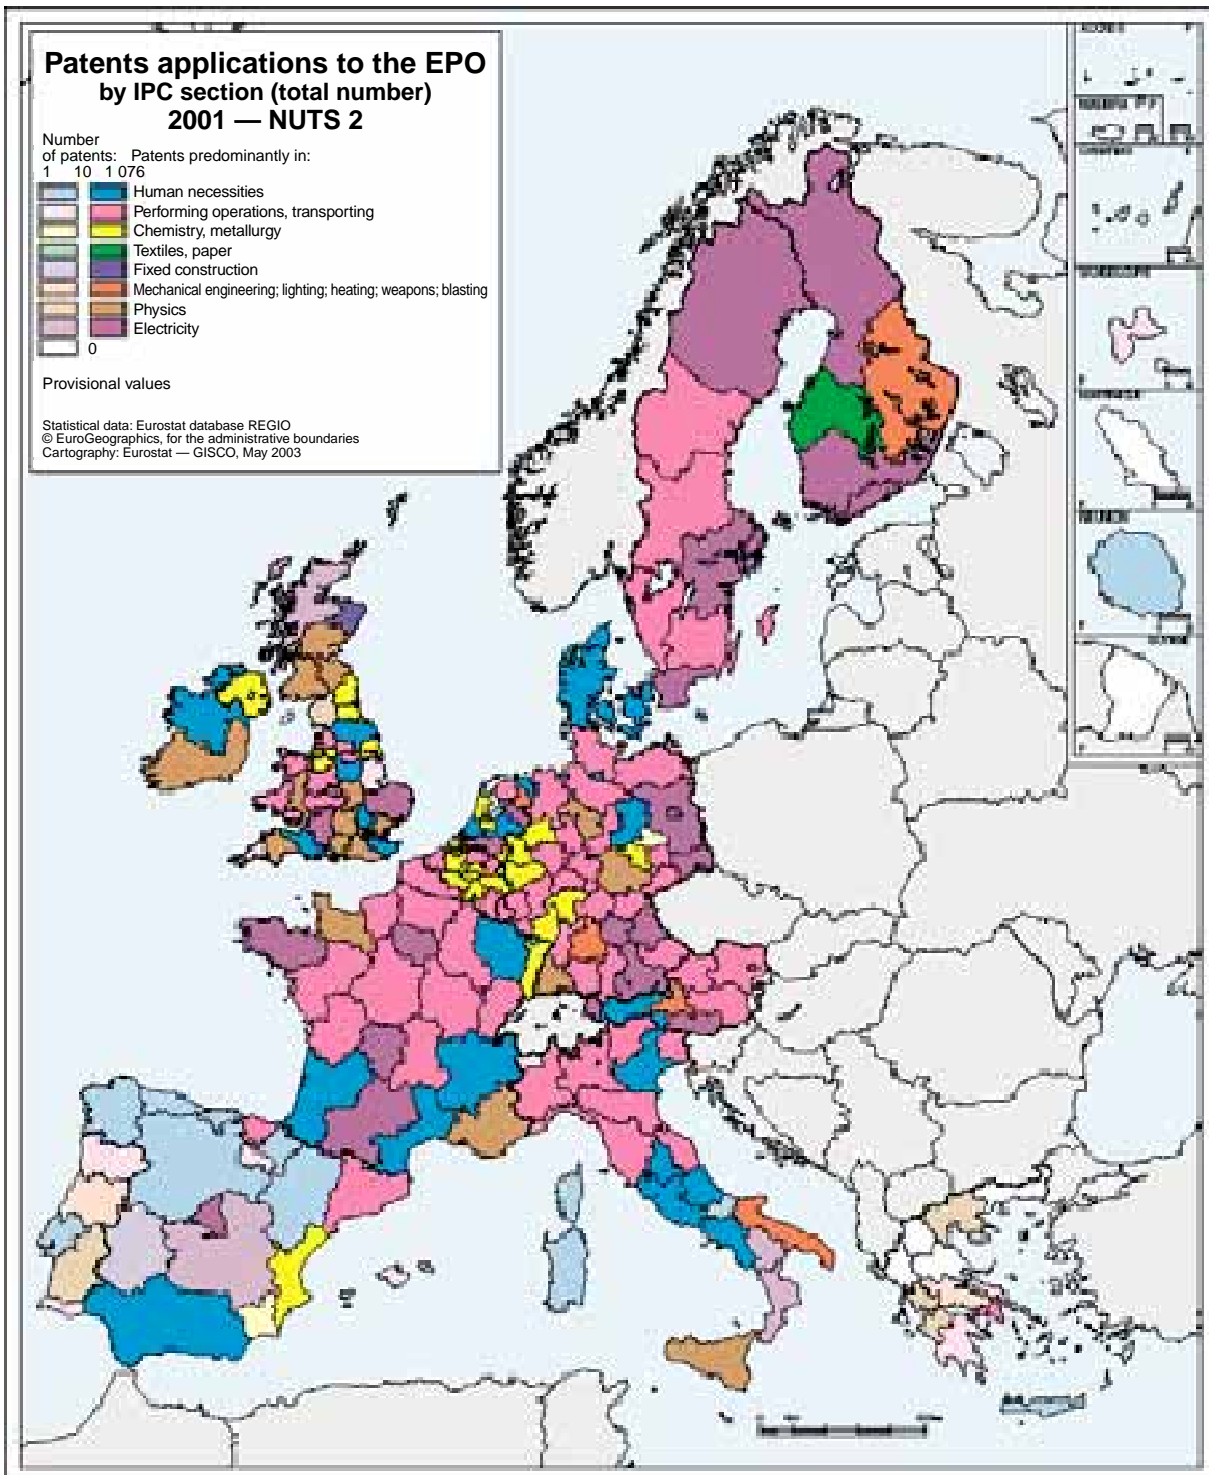 Patents applications to the EPO
by IPC section (total number)
2001 — NUTS 2
Number
of patents: Patents predominantly in:
1 10 1 076
Human necessities
Performing operations, transporting
Chemistry, metallurgy
Textiles, paper
Fixed construction
Mechanical engineering; lighting; heating; weapons; blasting
Physics
Electricity
0
Provisional values
Statistical data: Eurostat database REGIO
© EuroGeographics, for the administrative boundaries
Cartography: Eurostat — GISCO, May 2003